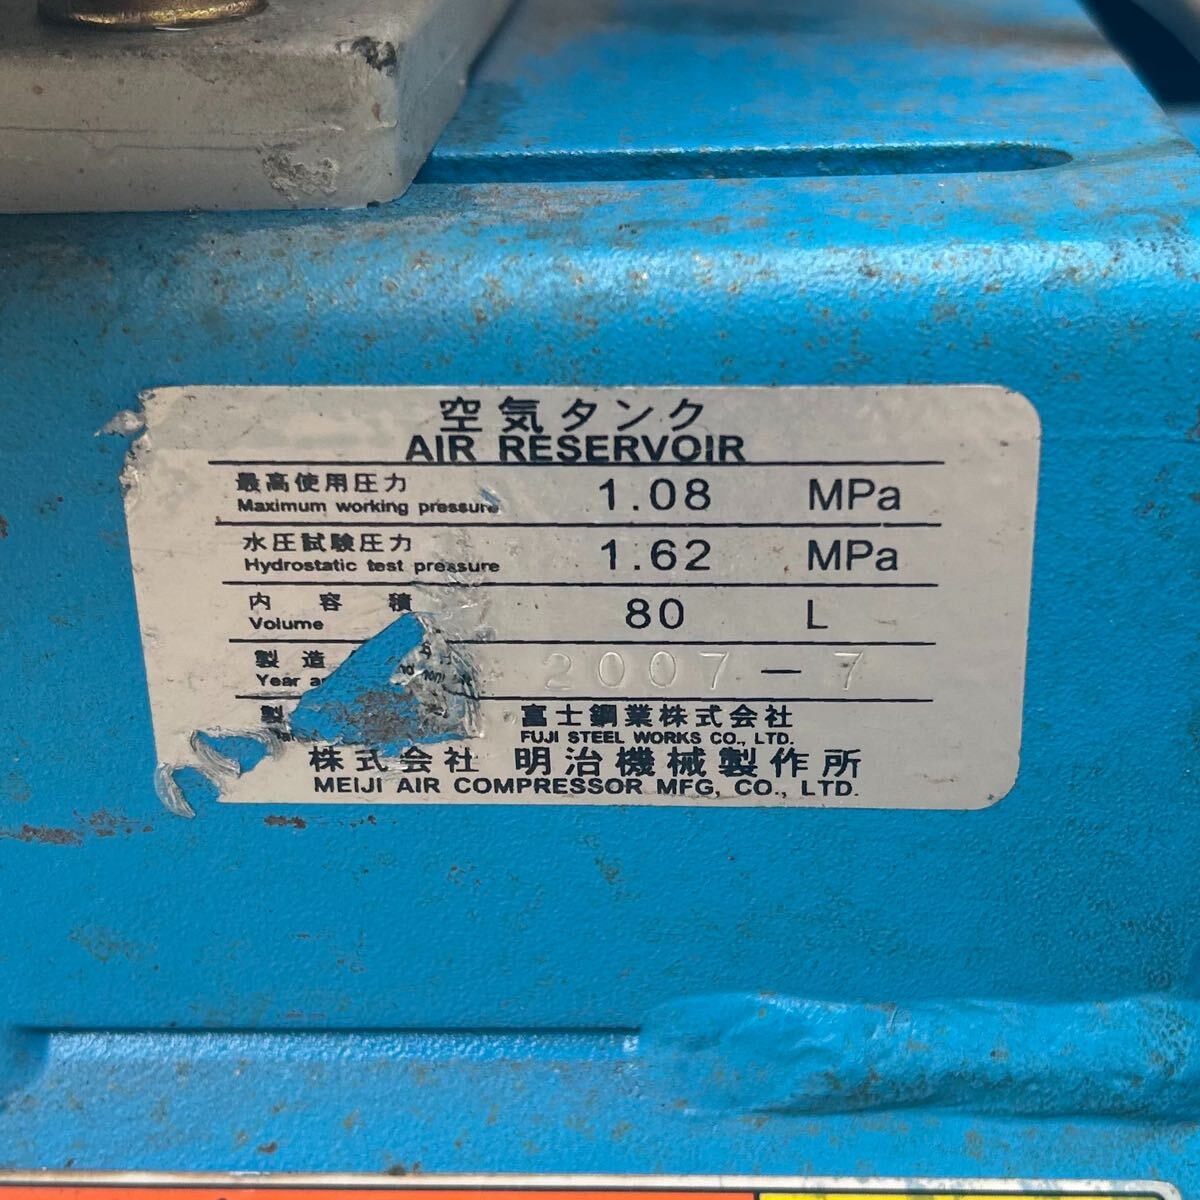 空気タンク
AIR RESERVOIR
最高使用圧力 1.08 MPa
Maximum working pressure
水圧試験圧力 1.62 MPa
Hydrostatic test pressure
内容積 80 L
Volume
製造 2007-7
Year
製 富士鋼業株式会社
FUJI STEEL WORKS CO., LTD.
株式会社 明治機械製作所
MEIJI AIR COMPRESSOR MFG, CO., LTD.